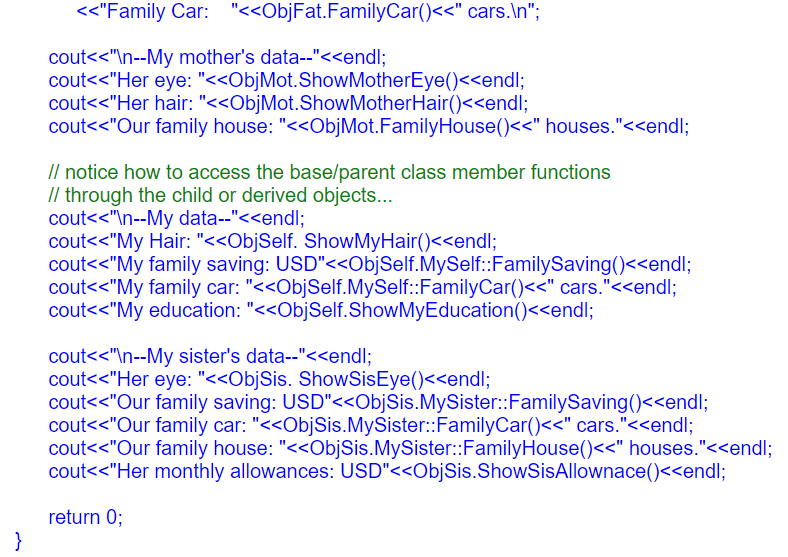 <<"Family Car:    "<<ObjFat.FamilyCar()<<" cars.\n";
cout<<"\n--My mother's data--"<<endl;
cout<<"Her eye: "<<ObjMot.ShowMotherEye()<<endl;
cout<<"Her hair: "<<ObjMot.ShowMotherHair()<<endl;
cout<<"Our family house: "<<ObjMot.FamilyHouse()<<" houses."<<endl;
// notice how to access the base/parent class member functions
// through the child or derived objects...
cout<<"\n--My data--"<<endl;
cout<<"My Hair: "<<ObjSelf. ShowMyHair()<<endl;
cout<<"My family saving: USD"<<ObjSelf.MySelf::FamilySaving()<<endl;
cout<<"My family car: "<<ObjSelf.MySelf::FamilyCar()<<" cars."<<endl;
cout<<"My education: "<<ObjSelf.ShowMyEducation()<<endl;
cout<<"\n--My sister's data--"<<endl;
cout<<"Her eye: "<<ObjSis. ShowSisEye()<<endl;
cout<<"Our family saving: USD"<<ObjSis.MySister::FamilySaving()<<endl;
cout<<"Our family car: "<<ObjSis.MySister::FamilyCar()<<" cars."<<endl;
cout<<"Our family house: "<<ObjSis.MySister::FamilyHouse()<<" houses."<<endl;
cout<<"Her monthly allowances: USD"<<ObjSis.ShowSisAllownace()<<endl;
return 0;
}